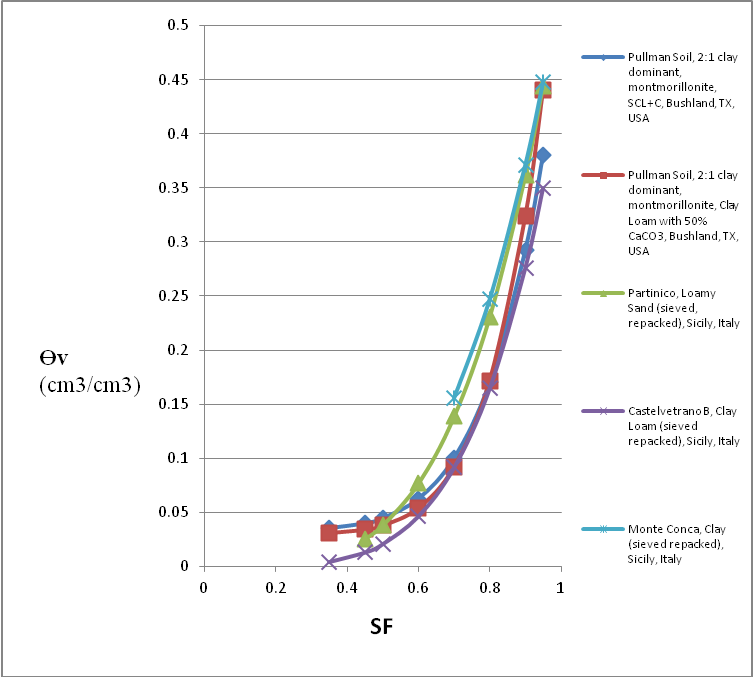 0.5
0.45
0.4
0.35
0.3
0.25
0.2
0.15
0.1
0.05
0
0
0.2
0.4
0.6
0.8
1
ϴv
(cm3/cm3)
SF
Pullman Soil, 2:1 clay
dominant,
montmorillonite,
SCL+C, Bushland, TX,
USA
Pullman Soil, 2:1 clay
dominant,
montmorillonite, Clay
Loam with 50%
CaCO3, Bushland, TX,
USA
Partinico, Loamy
Sand (sieved,
repacked), Sicily, Italy
Castelvetrano B, Clay
Loam (sieved
repacked), Sicily, Italy
Monte Conca, Clay
(sieved repacked),
Sicily, Italy